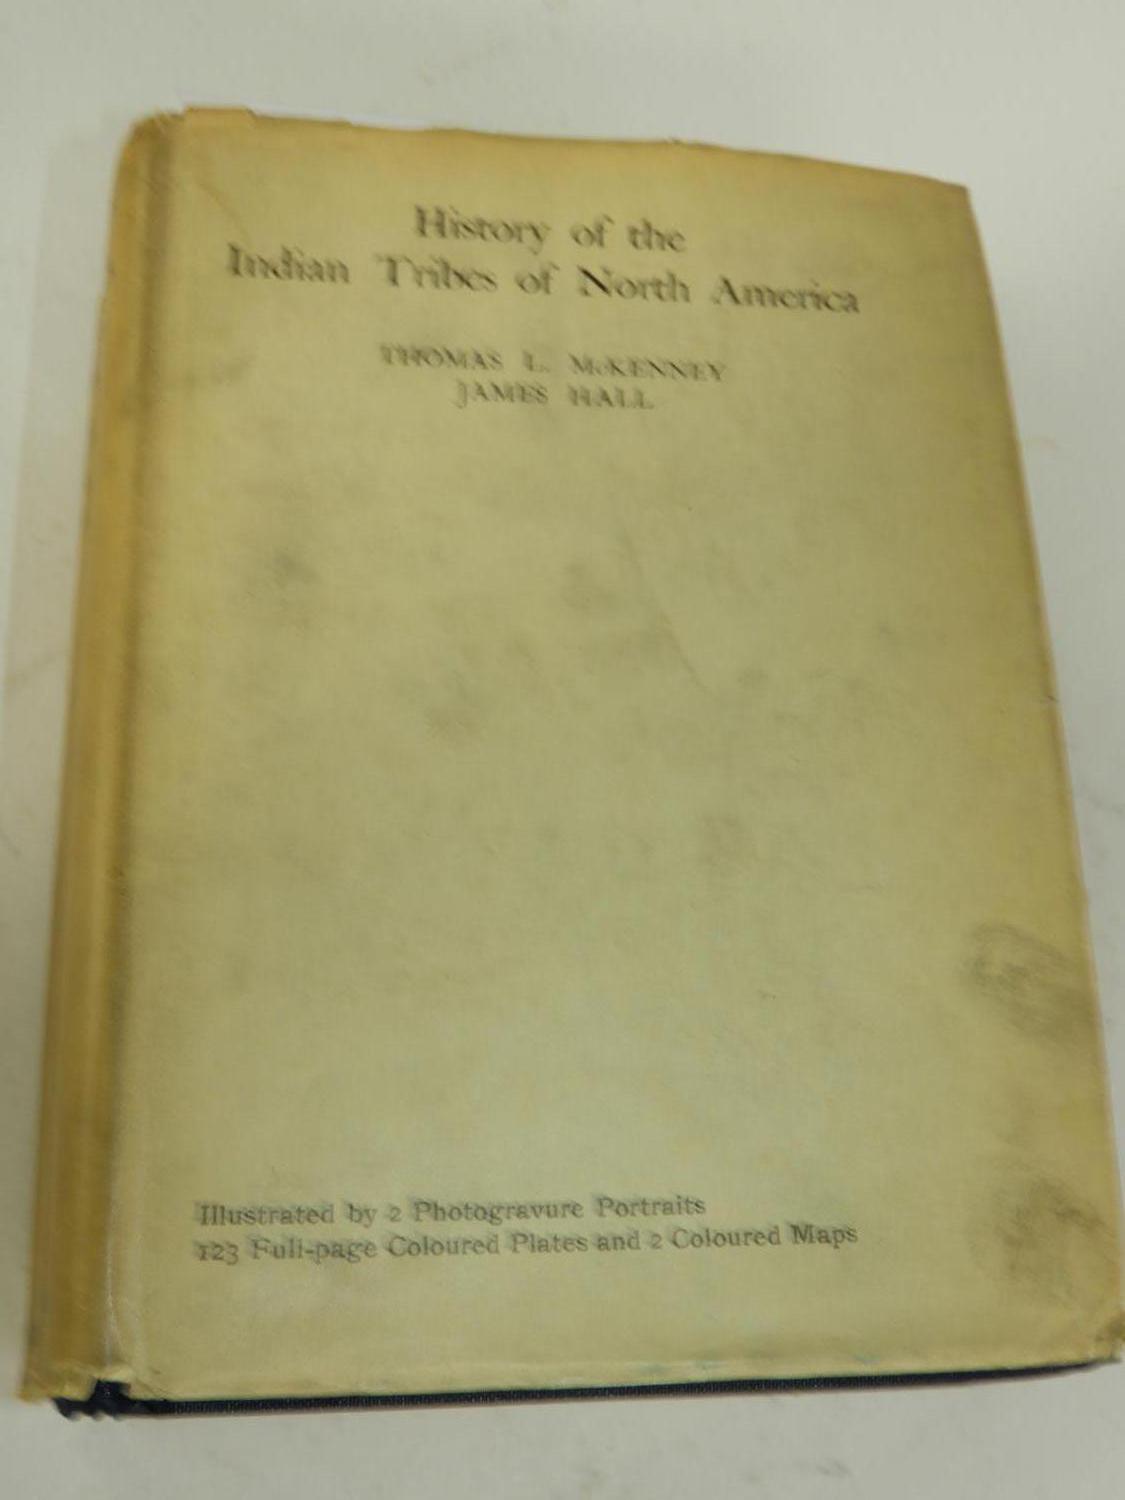 History of the
Indian Tribes of North America
THOMAS L. McKENNEY
JAMES HALL
Illustrated by 2 Photogravure Portraits
123 Full-page Coloured Plates and 2 Coloured Maps